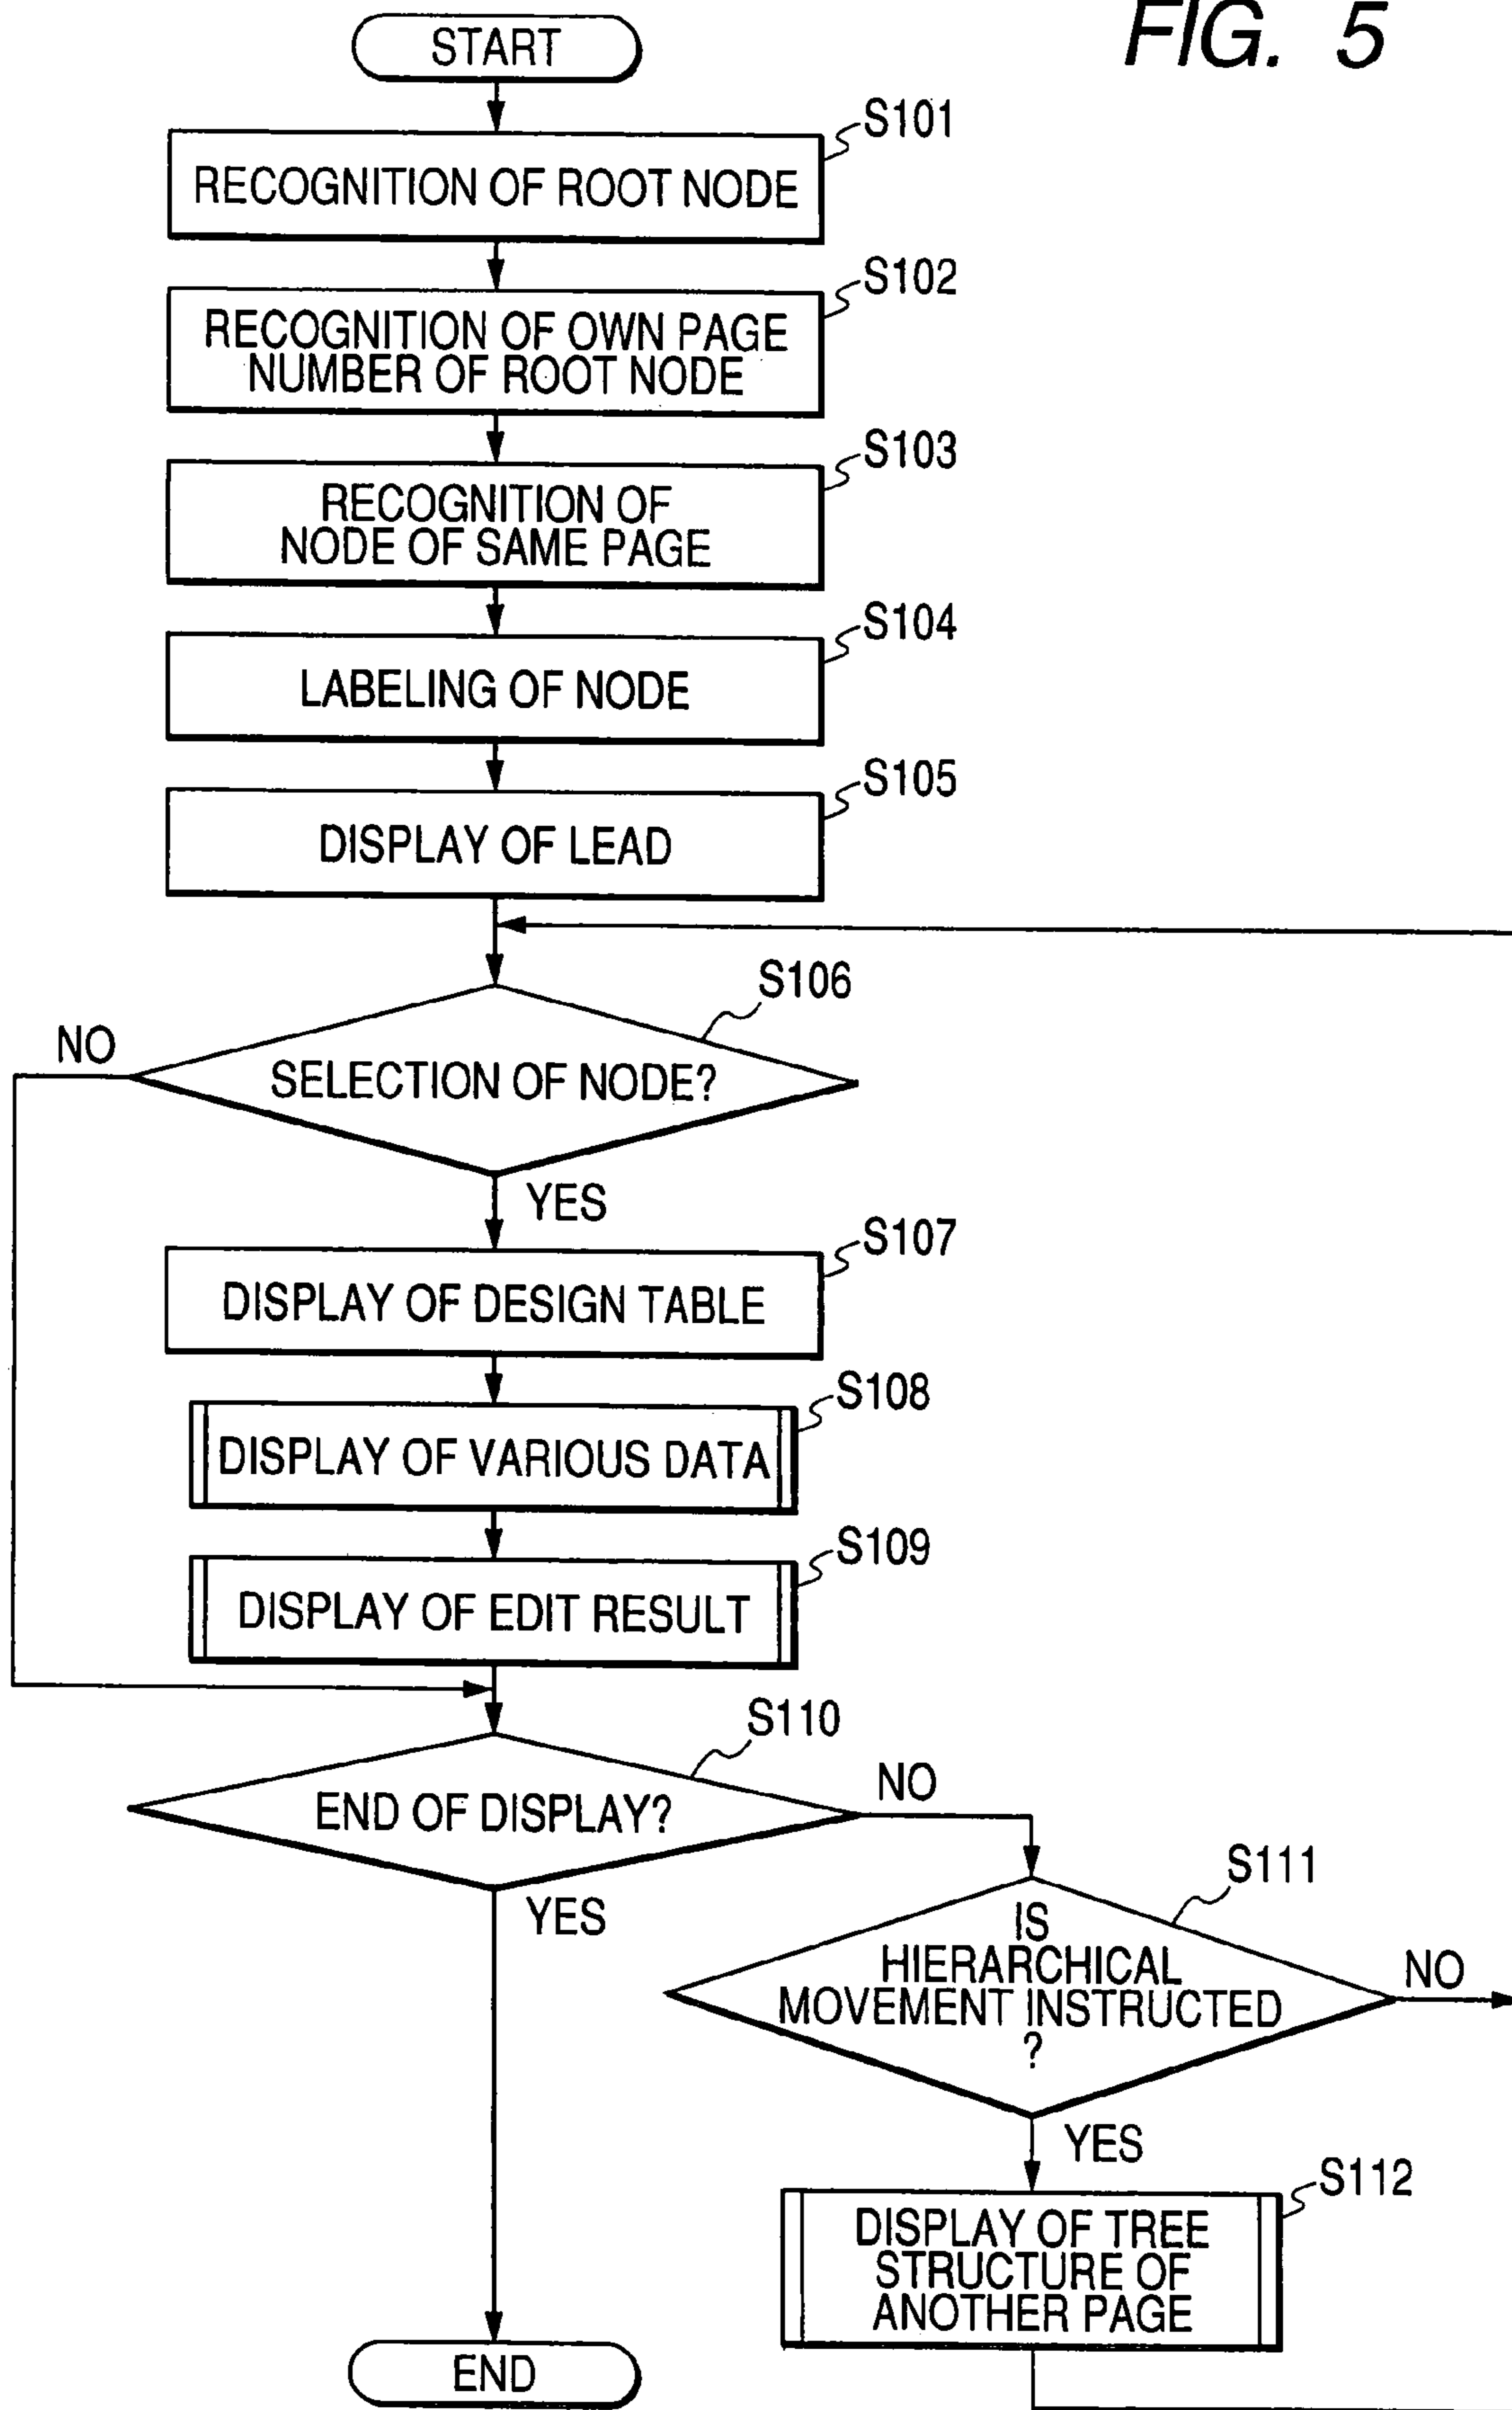 FIG. 5
START
S101
RECOGNITION OF ROOT NODE
S102
RECOGNITION OF OWN PAGE
NUMBER OF ROOT NODE
S103
RECOGNITION OF
NODE OF SAME PAGE
S104
LABELING OF NODE
S105
DISPLAY OF LEAD
S106
NO
SELECTION OF NODE?
YES
S107
DISPLAY OF DESIGN TABLE
S108
DISPLAY OF VARIOUS DATA
S109
DISPLAY OF EDIT RESULT
S110
END OF DISPLAY?
NO
YES
S111
IS
HIERARCHICAL
MOVEMENT INSTRUCTED
?
NO
YES
S112
DISPLAY OF TREE
STRUCTURE OF
ANOTHER PAGE
END